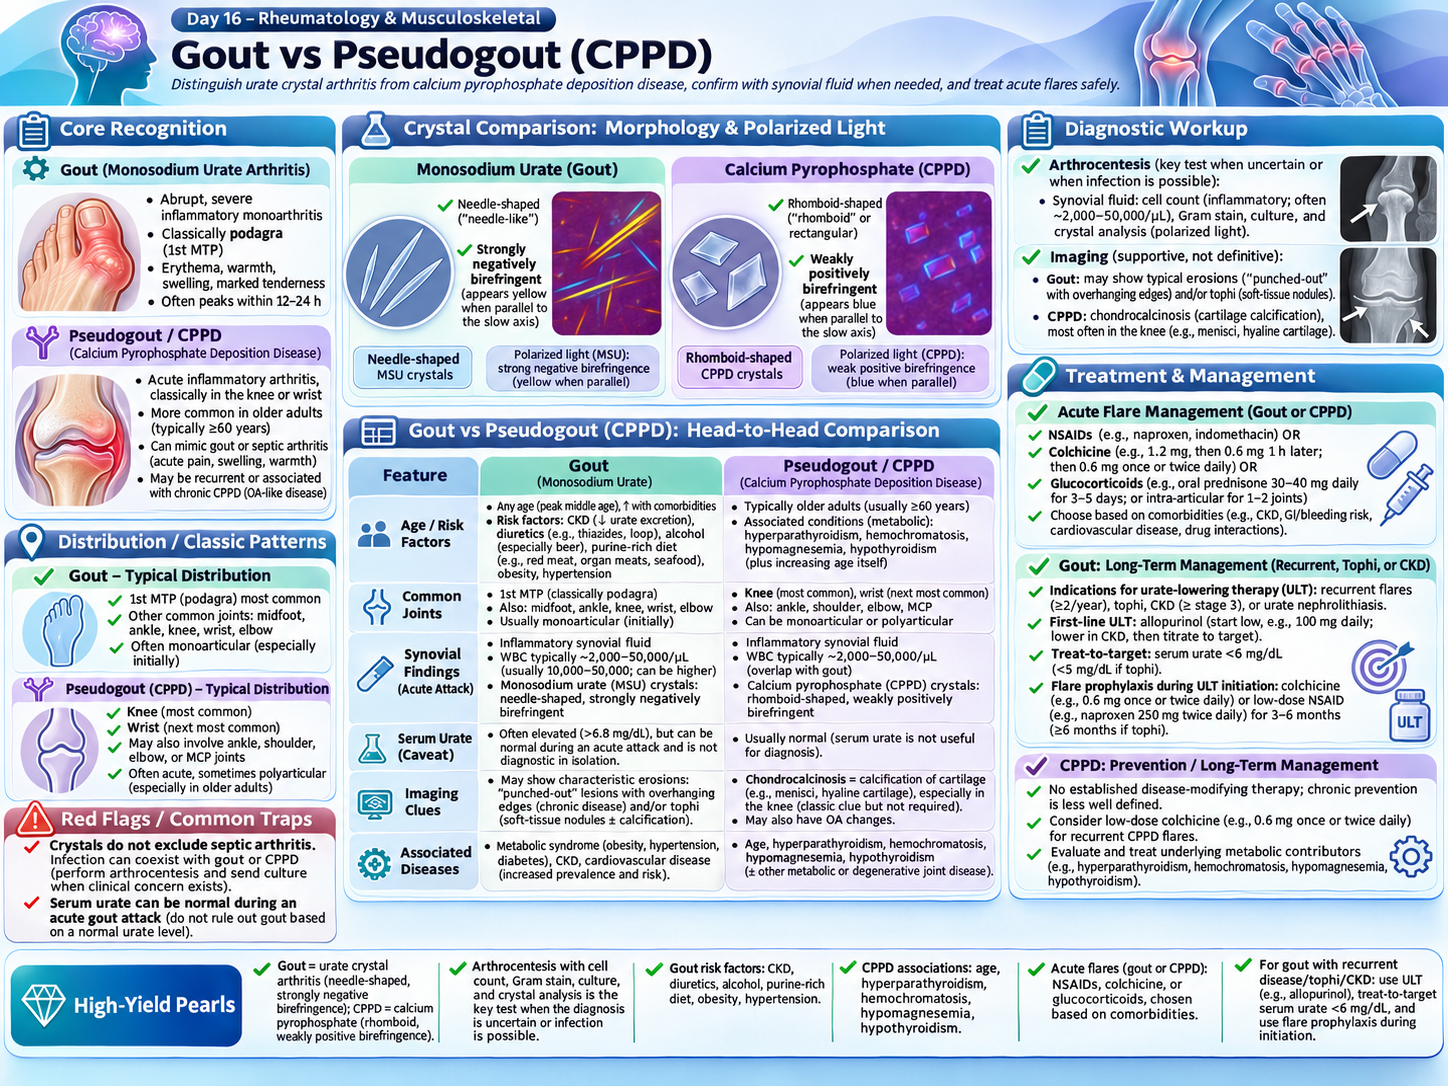 Day 16 – Rheumatology & Musculoskeletal
Gout vs Pseudogout (CPPD)
Distinguish urate crystal arthritis from calcium pyrophosphate deposition disease, confirm with synovial fluid when needed, and treat acute flares safely.
Core Recognition
Gout (Monosodium Urate Arthritis)
• Abrupt, severe
inflammatory monoarthritis
• Classically podagra
(1st MTP)
• Erythema, warmth,
swelling, marked tenderness
• Often peaks within 12–24 h
Pseudogout / CPPD
(Calcium Pyrophosphate Deposition Disease)
• Acute inflammatory arthritis,
classically in the knee or wrist
• More common in older adults
(typically ≥60 years)
• Can mimic gout or septic arthritis
(acute pain, swelling, warmth)
• May be recurrent or associated
with chronic CPPD (OA-like disease)
Distribution / Classic Patterns
Gout – Typical Distribution
1st MTP (podagra) most common
Other common joints: midfoot,
ankle, knee, wrist, elbow
Often monoarticular (especially
initially)
Pseudogout (CPPD) – Typical Distribution
Knee (most common)
Wrist (next most common)
May also involve ankle, shoulder,
elbow, or MCP joints
Often acute, sometimes polyarticular
(especially in older adults)
Red Flags / Common Traps
Crystals do not exclude septic arthritis.
Infection can coexist with gout or CPPD
(perform arthrocentesis and send culture
when clinical concern exists).
Serum urate can be normal during an
acute gout attack (do not rule out gout based
on a normal urate level).
Crystal Comparison: Morphology & Polarized Light
Monosodium Urate (Gout)
Needle-shaped
("needle-like")
Strongly
negatively
birefringent
(appears yellow
when parallel to
the slow axis)
Needle-shaped
MSU crystals
Polarized light (MSU):
strong negative birefringence
(yellow when parallel)
Calcium Pyrophosphate (CPPD)
Rhomboid-shaped
("rhomboid" or
rectangular)
Weakly
positively
birefringent
(appears blue
when parallel to
the slow axis)
Rhomboid-shaped
CPPD crystals
Polarized light (CPPD):
weak positive birefringence
(blue when parallel)
Gout vs Pseudogout (CPPD): Head-to-Head Comparison
Feature
Gout
(Monosodium Urate)
Pseudogout / CPPD
(Calcium Pyrophosphate Deposition Disease)
Age / Risk
Factors
• Any age (peak middle age), ↑ with comorbidities
• Risk factors: CKD (↓ urate excretion),
diuretics (e.g., thiazides, loop), alcohol
(especially beer), purine-rich diet
(e.g., red meat, organ meats, seafood),
obesity, hypertension
• Typically older adults (usually ≥60 years)
• Associated conditions (metabolic):
hyperparathyroidism, hemochromatosis,
hypomagnesemia, hypothyroidism
(plus increasing age itself)
Common
Joints
• 1st MTP (classically podagra)
• Also: midfoot, ankle, knee, wrist, elbow
• Usually monoarticular (initially)
• Knee (most common), wrist (next most common)
• Also: ankle, shoulder, elbow, MCP
• Can be monoarticular or polyarticular
Synovial
Findings
(Acute Attack)
• Inflammatory synovial fluid
• WBC typically ~2,000–50,000/µL
(usually 10,000–50,000; can be higher)
• Monosodium urate (MSU) crystals:
needle-shaped, strongly negatively
birefringent
• Inflammatory synovial fluid
• WBC typically ~2,000–50,000/µL
(overlap with gout)
• Calcium pyrophosphate (CPPD) crystals:
rhomboid-shaped, weakly positively
birefringent
Serum Urate
(Caveat)
• Often elevated (>6.8 mg/dL), but can be
normal during an acute attack and is not
diagnostic in isolation.
• Usually normal (serum urate is not useful
for diagnosis).
Imaging
Clues
• May show characteristic erosions:
"punched-out" lesions with overhanging
edges (chronic disease) and/or tophi
(soft-tissue nodules ± calcification).
• Chondrocalcinosis = calcification of cartilage
(e.g., menisci, hyaline cartilage), especially in
the knee (classic clue but not required).
• May also have OA changes.
Associated
Diseases
• Metabolic syndrome (obesity, hypertension,
diabetes), CKD, cardiovascular disease
(increased prevalence and risk).
• Age, hyperparathyroidism, hemochromatosis,
hypomagnesemia, hypothyroidism
(± other metabolic or degenerative joint disease).
Diagnostic Workup
Arthrocentesis (key test when uncertain or
when infection is possible):
• Synovial fluid: cell count (inflammatory; often
~2,000–50,000/µL), Gram stain, culture, and
crystal analysis (polarized light).
Imaging (supportive, not definitive):
• Gout: may show typical erosions ("punched-out"
with overhanging edges) and/or tophi (soft-tissue nodules).
• CPPD: chondrocalcinosis (cartilage calcification),
most often in the knee (e.g., menisci, hyaline cartilage).
Treatment & Management
Acute Flare Management (Gout or CPPD)
NSAIDs (e.g., naproxen, indomethacin) OR
Colchicine (e.g., 1.2 mg, then 0.6 mg 1 h later;
then 0.6 mg once or twice daily) OR
Glucocorticoids (e.g., oral prednisone 30–40 mg daily
for 3–5 days; or intra-articular for 1–2 joints)
Choose based on comorbidities (e.g., CKD, GI/bleeding risk,
cardiovascular disease, drug interactions).
Gout: Long-Term Management (Recurrent, Tophi, or CKD)
Indications for urate-lowering therapy (ULT): recurrent flares
(≥2/year), tophi, CKD (≥ stage 3), or urate nephrolithiasis.
First-line ULT: allopurinol (start low, e.g., 100 mg daily;
lower in CKD, then titrate to target).
Treat-to-target: serum urate <6 mg/dL
(<5 mg/dL if tophi).
Flare prophylaxis during ULT initiation: colchicine
(e.g., 0.6 mg once or twice daily) or low-dose NSAID
(e.g., naproxen 250 mg twice daily) for 3–6 months
(≥6 months if tophi).
ULT
CPPD: Prevention / Long-Term Management
No established disease-modifying therapy; chronic prevention
is less well defined.
Consider low-dose colchicine (e.g., 0.6 mg once or twice daily)
for recurrent CPPD flares.
Evaluate and treat underlying metabolic contributors
(e.g., hyperparathyroidism, hemochromatosis, hypomagnesemia,
hypothyroidism).
High-Yield Pearls
Gout = urate crystal
arthritis (needle-shaped,
strongly negative
birefringence); CPPD = calcium
pyrophosphate (rhomboid,
weakly positive birefringence).
Arthrocentesis with cell
count, Gram stain, culture,
and crystal analysis is the
key test when the diagnosis
is uncertain or infection
is possible.
Gout risk factors: CKD,
diuretics, alcohol, purine-rich
diet, obesity, hypertension.
CPPD associations: age,
hyperparathyroidism,
hemochromatosis,
hypomagnesemia,
hypothyroidism.
Acute flares (gout or CPPD):
NSAIDs, colchicine, or
glucocorticoids, chosen
based on comorbidities.
For gout with recurrent
disease/tophi/CKD: use ULT
(e.g., allopurinol), treat-to-target
serum urate <6 mg/dL, and
use flare prophylaxis during
initiation.